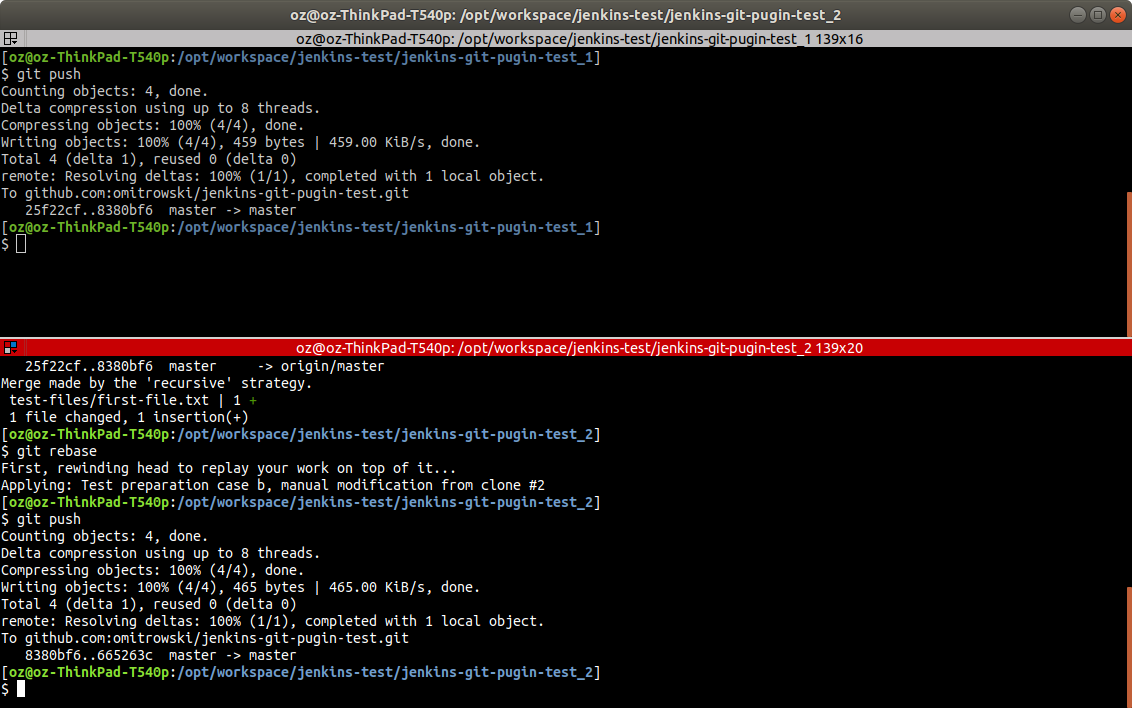 oz@oz-ThinkPad-T540p: /opt/workspace/jenkins-test/jenkins-git-pugin-test_2
oz@oz-ThinkPad-T540p: /opt/workspace/jenkins-test/jenkins-git-pugin-test_1 139x16
[oz@oz-ThinkPad-T540p:/opt/workspace/jenkins-test/jenkins-git-pugin-test_1]
$ git push
Counting objects: 4, done.
Delta compression using up to 8 threads.
Compressing objects: 100% (4/4), done.
Writing objects: 100% (4/4), 459 bytes | 459.00 KiB/s, done.
Total 4 (delta 1), reused 0 (delta 0)
remote: Resolving deltas: 100% (1/1), completed with 1 local object.
To github.com:omitrowski/jenkins-git-pugin-test.git
   25f22cf..8380bf6  master -> master
[oz@oz-ThinkPad-T540p:/opt/workspace/jenkins-test/jenkins-git-pugin-test_1]
$
oz@oz-ThinkPad-T540p: /opt/workspace/jenkins-test/jenkins-git-pugin-test_2 139x20
   25f22cf..8380bf6  master     -> origin/master
Merge made by the 'recursive' strategy.
 test-files/first-file.txt | 1 +
 1 file changed, 1 insertion(+)
[oz@oz-ThinkPad-T540p:/opt/workspace/jenkins-test/jenkins-git-pugin-test_2]
$ git rebase
First, rewinding head to replay your work on top of it...
Applying: Test preparation case b, manual modification from clone #2
[oz@oz-ThinkPad-T540p:/opt/workspace/jenkins-test/jenkins-git-pugin-test_2]
$ git push
Counting objects: 4, done.
Delta compression using up to 8 threads.
Compressing objects: 100% (4/4), done.
Writing objects: 100% (4/4), 465 bytes | 465.00 KiB/s, done.
Total 4 (delta 1), reused 0 (delta 0)
remote: Resolving deltas: 100% (1/1), completed with 1 local object.
To github.com:omitrowski/jenkins-git-pugin-test.git
   8380bf6..665263c  master -> master
[oz@oz-ThinkPad-T540p:/opt/workspace/jenkins-test/jenkins-git-pugin-test_2]
$